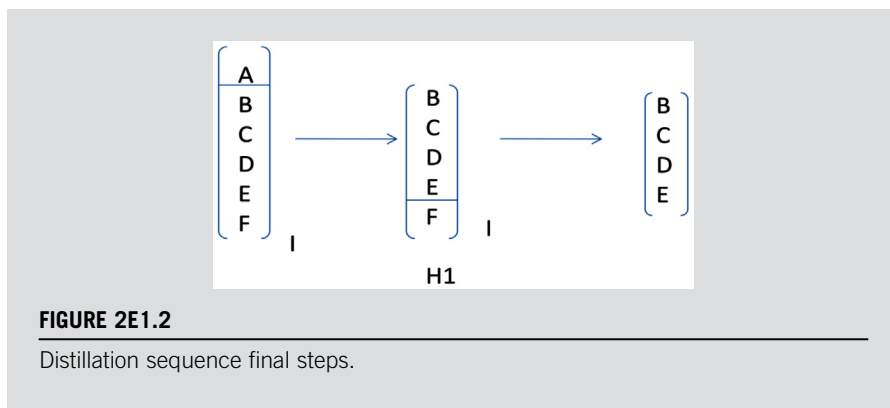 A
B
C
D
E
F
I
B
C
D
E
F
I
H1
B
C
D
E
FIGURE 2E1.2
Distillation sequence final steps.